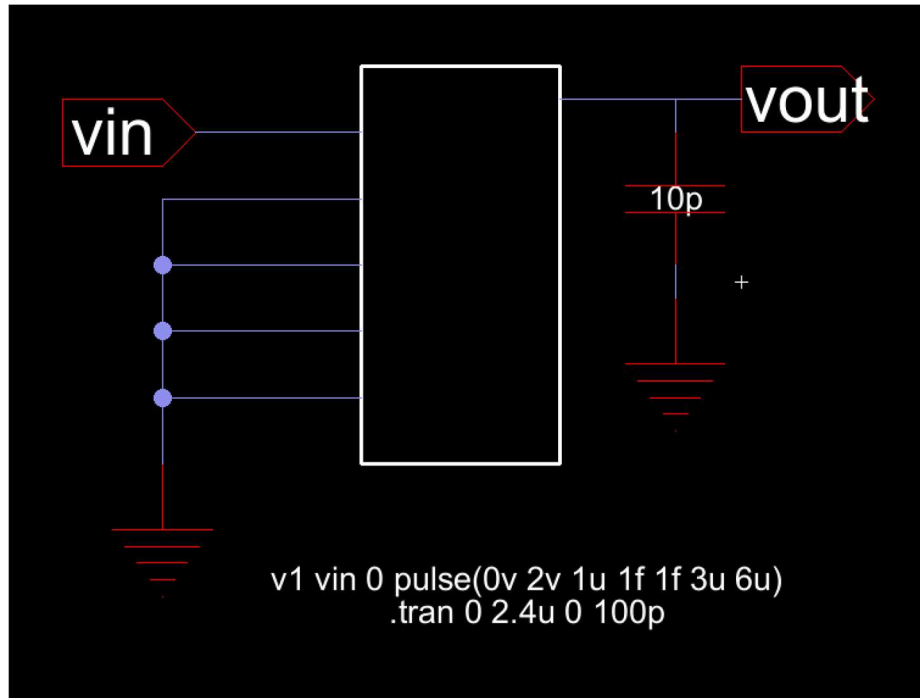 vin
vout
10p
v1 vin 0 pulse(0v 2v 1u 1f 1f 3u 6u)
.tran 0 2.4u 0 100p